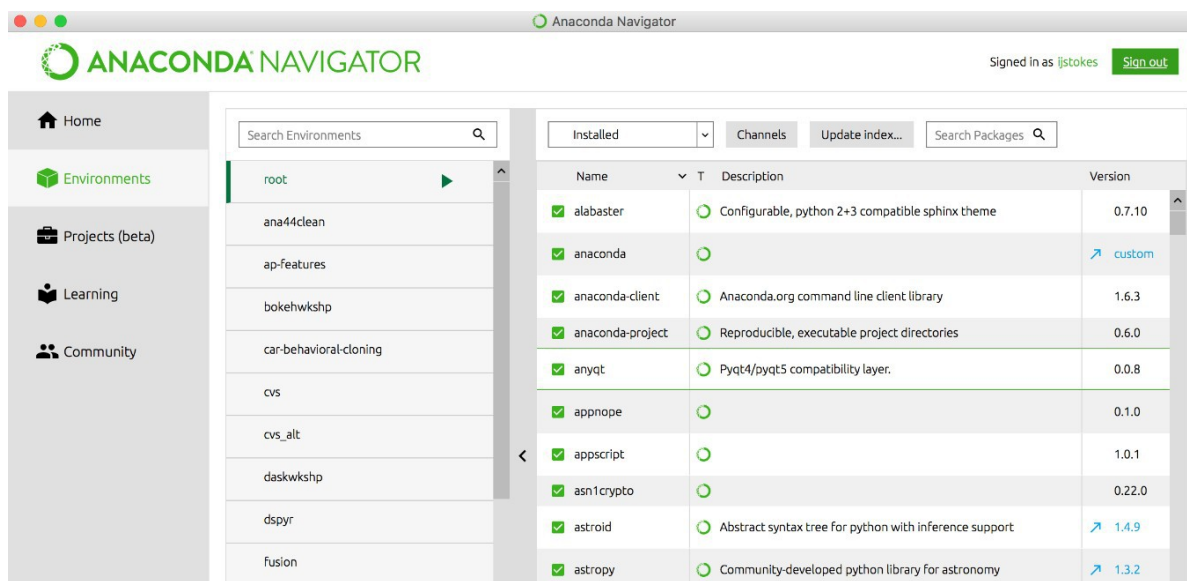 Anaconda Navigator
ANACONDA NAVIGATOR
Signed in as ijstokes Sign out
Home
Environments
Projects (beta)
Learning
Community
Search Environments
root
ana44clean
ap-features
bokehwkshp
car-behavioral-cloning
cvs
cvs_alt
daskwkshp
dspyr
fusion
Installed Channels Update index... Search Packages
Name T Description Version
alabaster Configurable, python 2+3 compatible sphinx theme 0.7.10
anaconda custom
anaconda-client Anaconda.org command line client library 1.6.3
anaconda-project Reproducible, executable project directories 0.6.0
anyqt Pyqt4/pyqt5 compatibility layer. 0.0.8
appnope 0.1.0
appscript 1.0.1
asn1crypto 0.22.0
astroid Abstract syntax tree for python with inference support 1.4.9
astropy Community-developed python library for astronomy 1.3.2